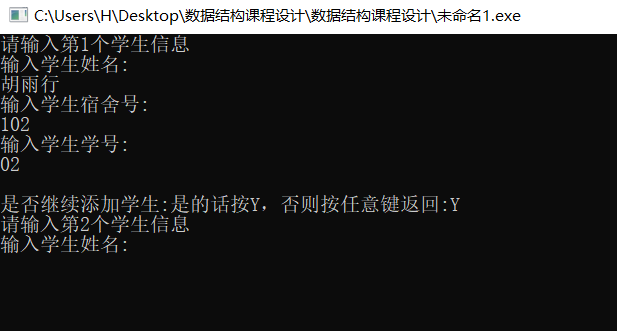 C:\Users\H\Desktop\数据结构课程设计\数据结构课程设计\未命名1.exe
请输入第1个学生信息
输入学生姓名:
胡雨行
输入学生宿舍号:
102
输入学生学号:
02
是否继续添加学生:是的话按Y，否则按任意键返回:Y
请输入第2个学生信息
输入学生姓名: